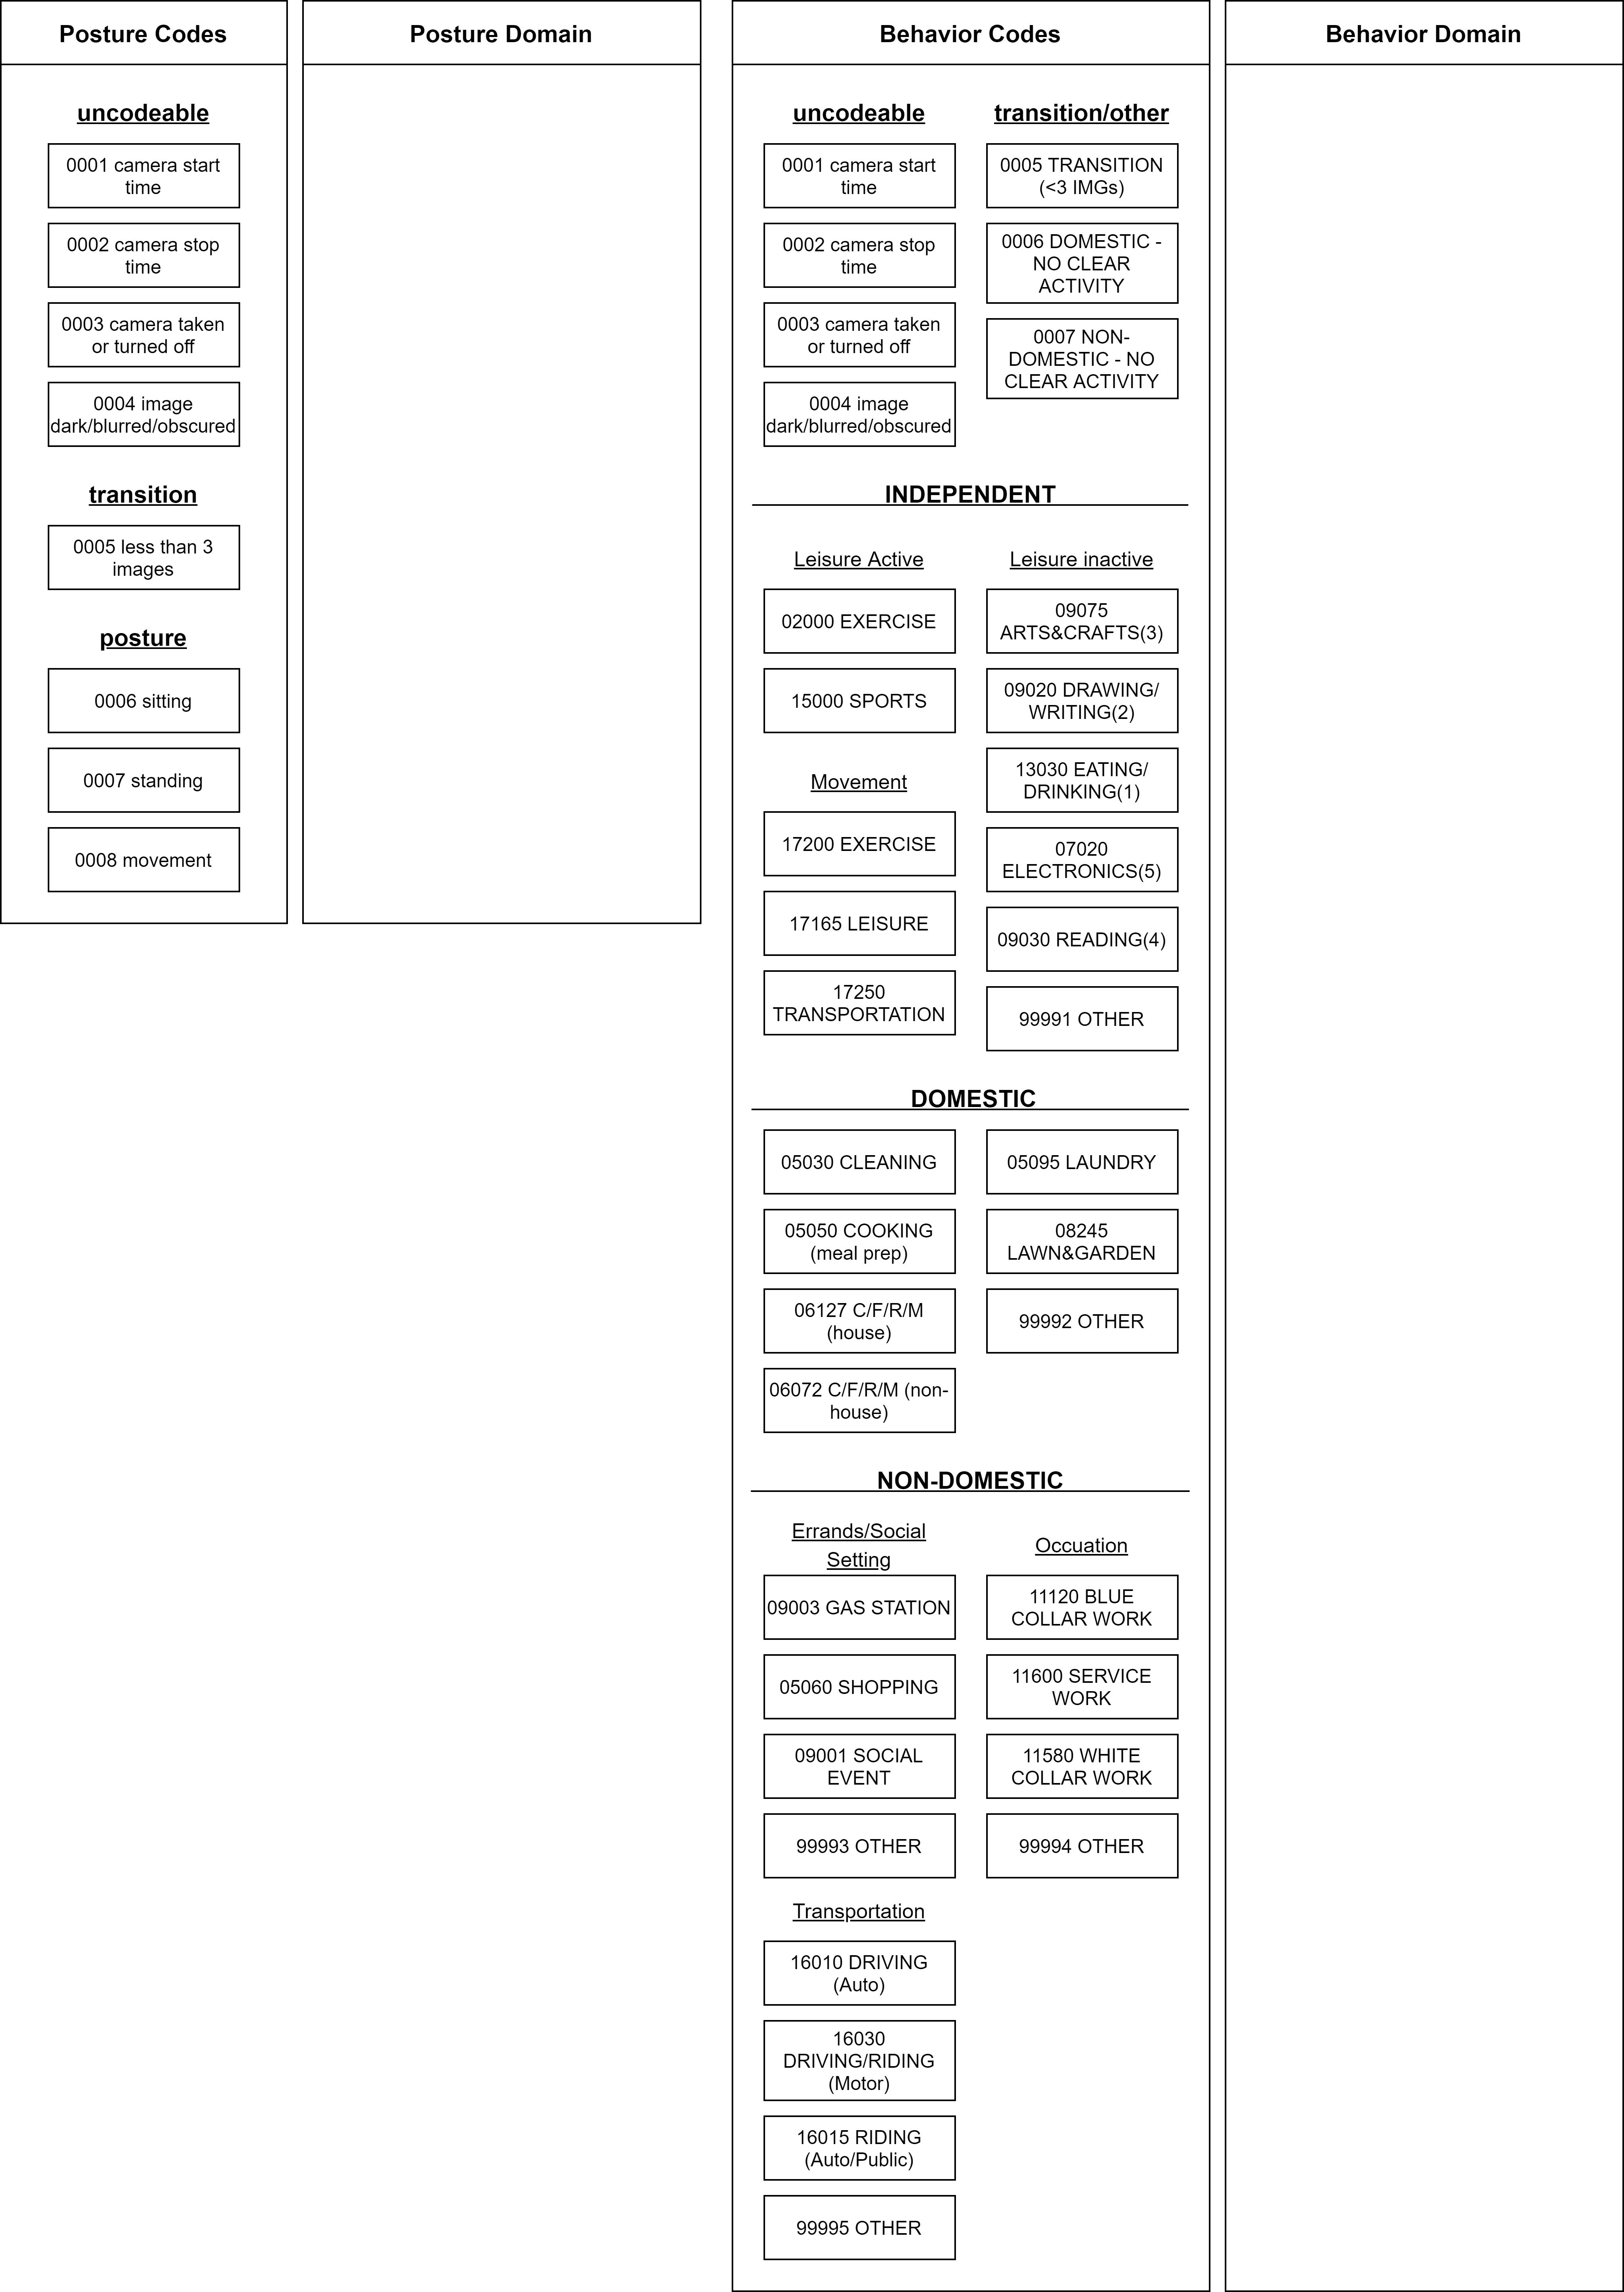 Posture Codes
Posture Domain
Behavior Codes
Behavior Domain
uncodeable
0001 camera start
time
0002 camera stop
time
0003 camera taken
or turned off
0004 image
dark/blurred/obscured
transition
0005 less than 3
images
posture
0006 sitting
0007 standing
0008 movement
uncodeable
0001 camera start
time
0002 camera stop
time
0003 camera taken
or turned off
0004 image
dark/blurred/obscured
transition/other
0005 TRANSITION
(<3 IMGs)
0006 DOMESTIC -
NO CLEAR
ACTIVITY
0007 NON-
DOMESTIC - NO
CLEAR ACTIVITY
INDEPENDENT
Leisure Active
02000 EXERCISE
15000 SPORTS
Movement
17200 EXERCISE
17165 LEISURE
17250
TRANSPORTATION
Leisure inactive
09075
ARTS&CRAFTS(3)
09020 DRAWING/
WRITING(2)
13030 EATING/
DRINKING(1)
07020
ELECTRONICS(5)
09030 READING(4)
99991 OTHER
DOMESTIC
05030 CLEANING
05050 COOKING
(meal prep)
06127 C/F/R/M
(house)
06072 C/F/R/M (non-
house)
05095 LAUNDRY
08245
LAWN&GARDEN
99992 OTHER
NON-DOMESTIC
Errands/Social
Setting
09003 GAS STATION
05060 SHOPPING
09001 SOCIAL
EVENT
99993 OTHER
Occuation
11120 BLUE
COLLAR WORK
11600 SERVICE
WORK
11580 WHITE
COLLAR WORK
99994 OTHER
Transportation
16010 DRIVING
(Auto)
16030
DRIVING/RIDING
(Motor)
16015 RIDING
(Auto/Public)
99995 OTHER